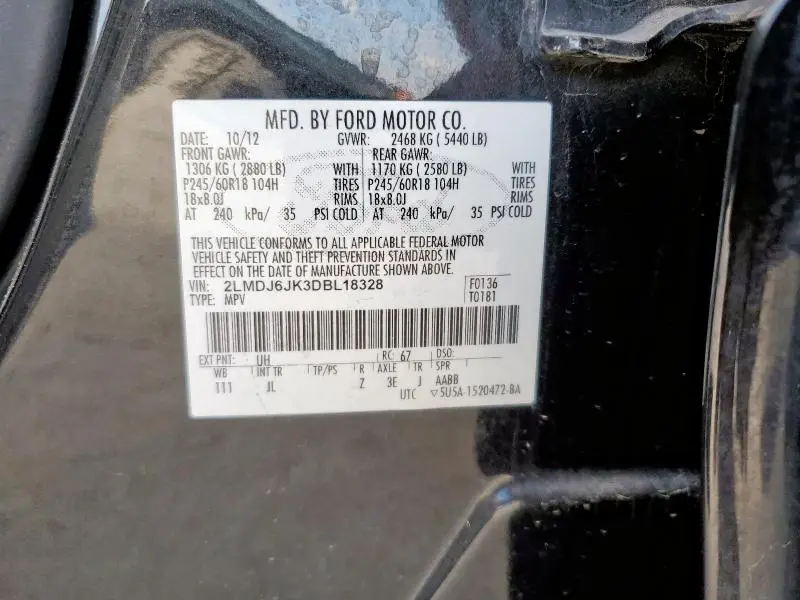 MFD. BY FORD MOTOR CO.
DATE: 10/12 GVWR: 2468 KG ( 5440 LB)
FRONT GAWR: REAR GAWR:
1306 KG ( 2880 LB) WITH 1170 KG ( 2580 LB) WITH
P245/60R18 104H TIRES P245/60R18 104H TIRES
18x8.0J RIMS 18x8.0J RIMS
AT 240 kPa/ 35 PSI COLD AT 240 kPa/ 35 PSI COLD
THIS VEHICLE CONFORMS TO ALL APPLICABLE FEDERAL MOTOR
VEHICLE SAFETY AND THEFT PREVENTION STANDARDS IN
EFFECT ON THE DATE OF MANUFACTURE SHOWN ABOVE.
VIN: 2LMDJ6JK3DBL18328 F0136
TYPE: MPV T0181
EXT PNT: UH RC: 67 DSO:
WB INT TR TP/PS R AXLE TR SPR
111 JL Z 3E J AABB
UTC ▽5U5A-1520472-BA